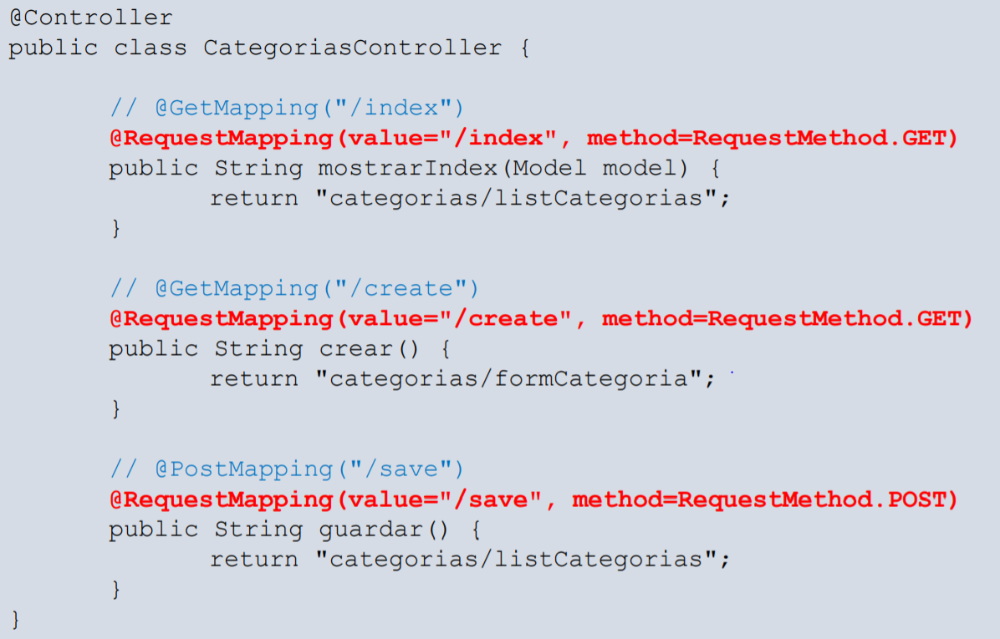 @Controller
public class CategoriasController {
// @GetMapping("/index")
@RequestMapping(value="/index", method=RequestMethod.GET)
public String mostrarIndex(Model model) {
return "categorias/listCategorias";
}
// @GetMapping("/create")
@RequestMapping(value="/create", method=RequestMethod.GET)
public String crear() {
return "categorias/formCategoria";
}
// @PostMapping("/save")
@RequestMapping(value="/save", method=RequestMethod.POST)
public String guardar() {
return "categorias/listCategorias";
}
}